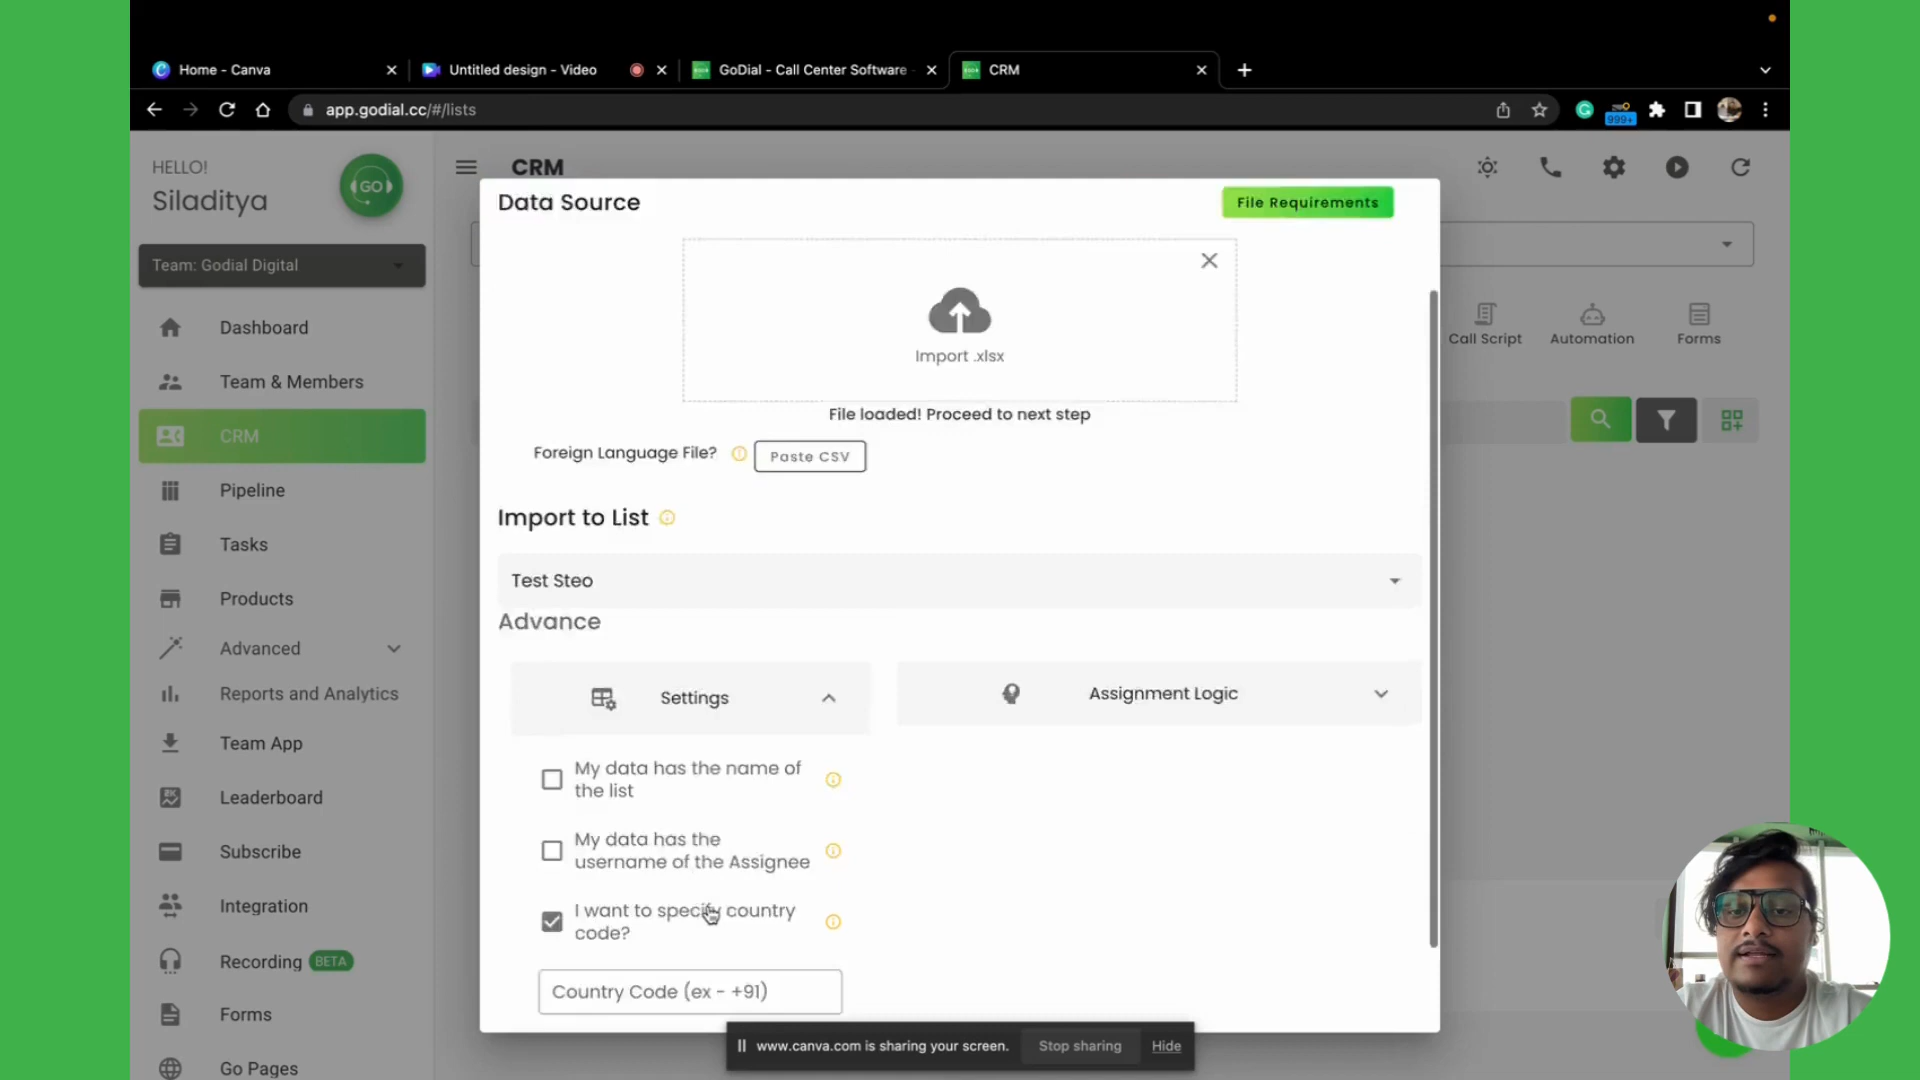 Home - Canva
Untitled design - Video
GoDial - Call Center Software
CRM
app.godial.cc/#/lists
999+
HELLO!
Siladitya
GO
CRM
Team: Godial Digital
Dashboard
Team & Members
CRM
Pipeline
Tasks
Products
Advanced
Reports and Analytics
Team App
Leaderboard
Subscribe
Integration
Recording BETA
Forms
Go Pages
Call Script
Automation
Forms
Data Source
File Requirements
Import .xlsx
File loaded! Proceed to next step
Foreign Language File?
Paste CSV
Import to List
Test Steo
Advance
Settings
Assignment Logic
My data has the name of
the list
My data has the
username of the Assignee
I want to specify country
code?
Country Code (ex - +91)
www.canva.com is sharing your screen.
Stop sharing
Hide